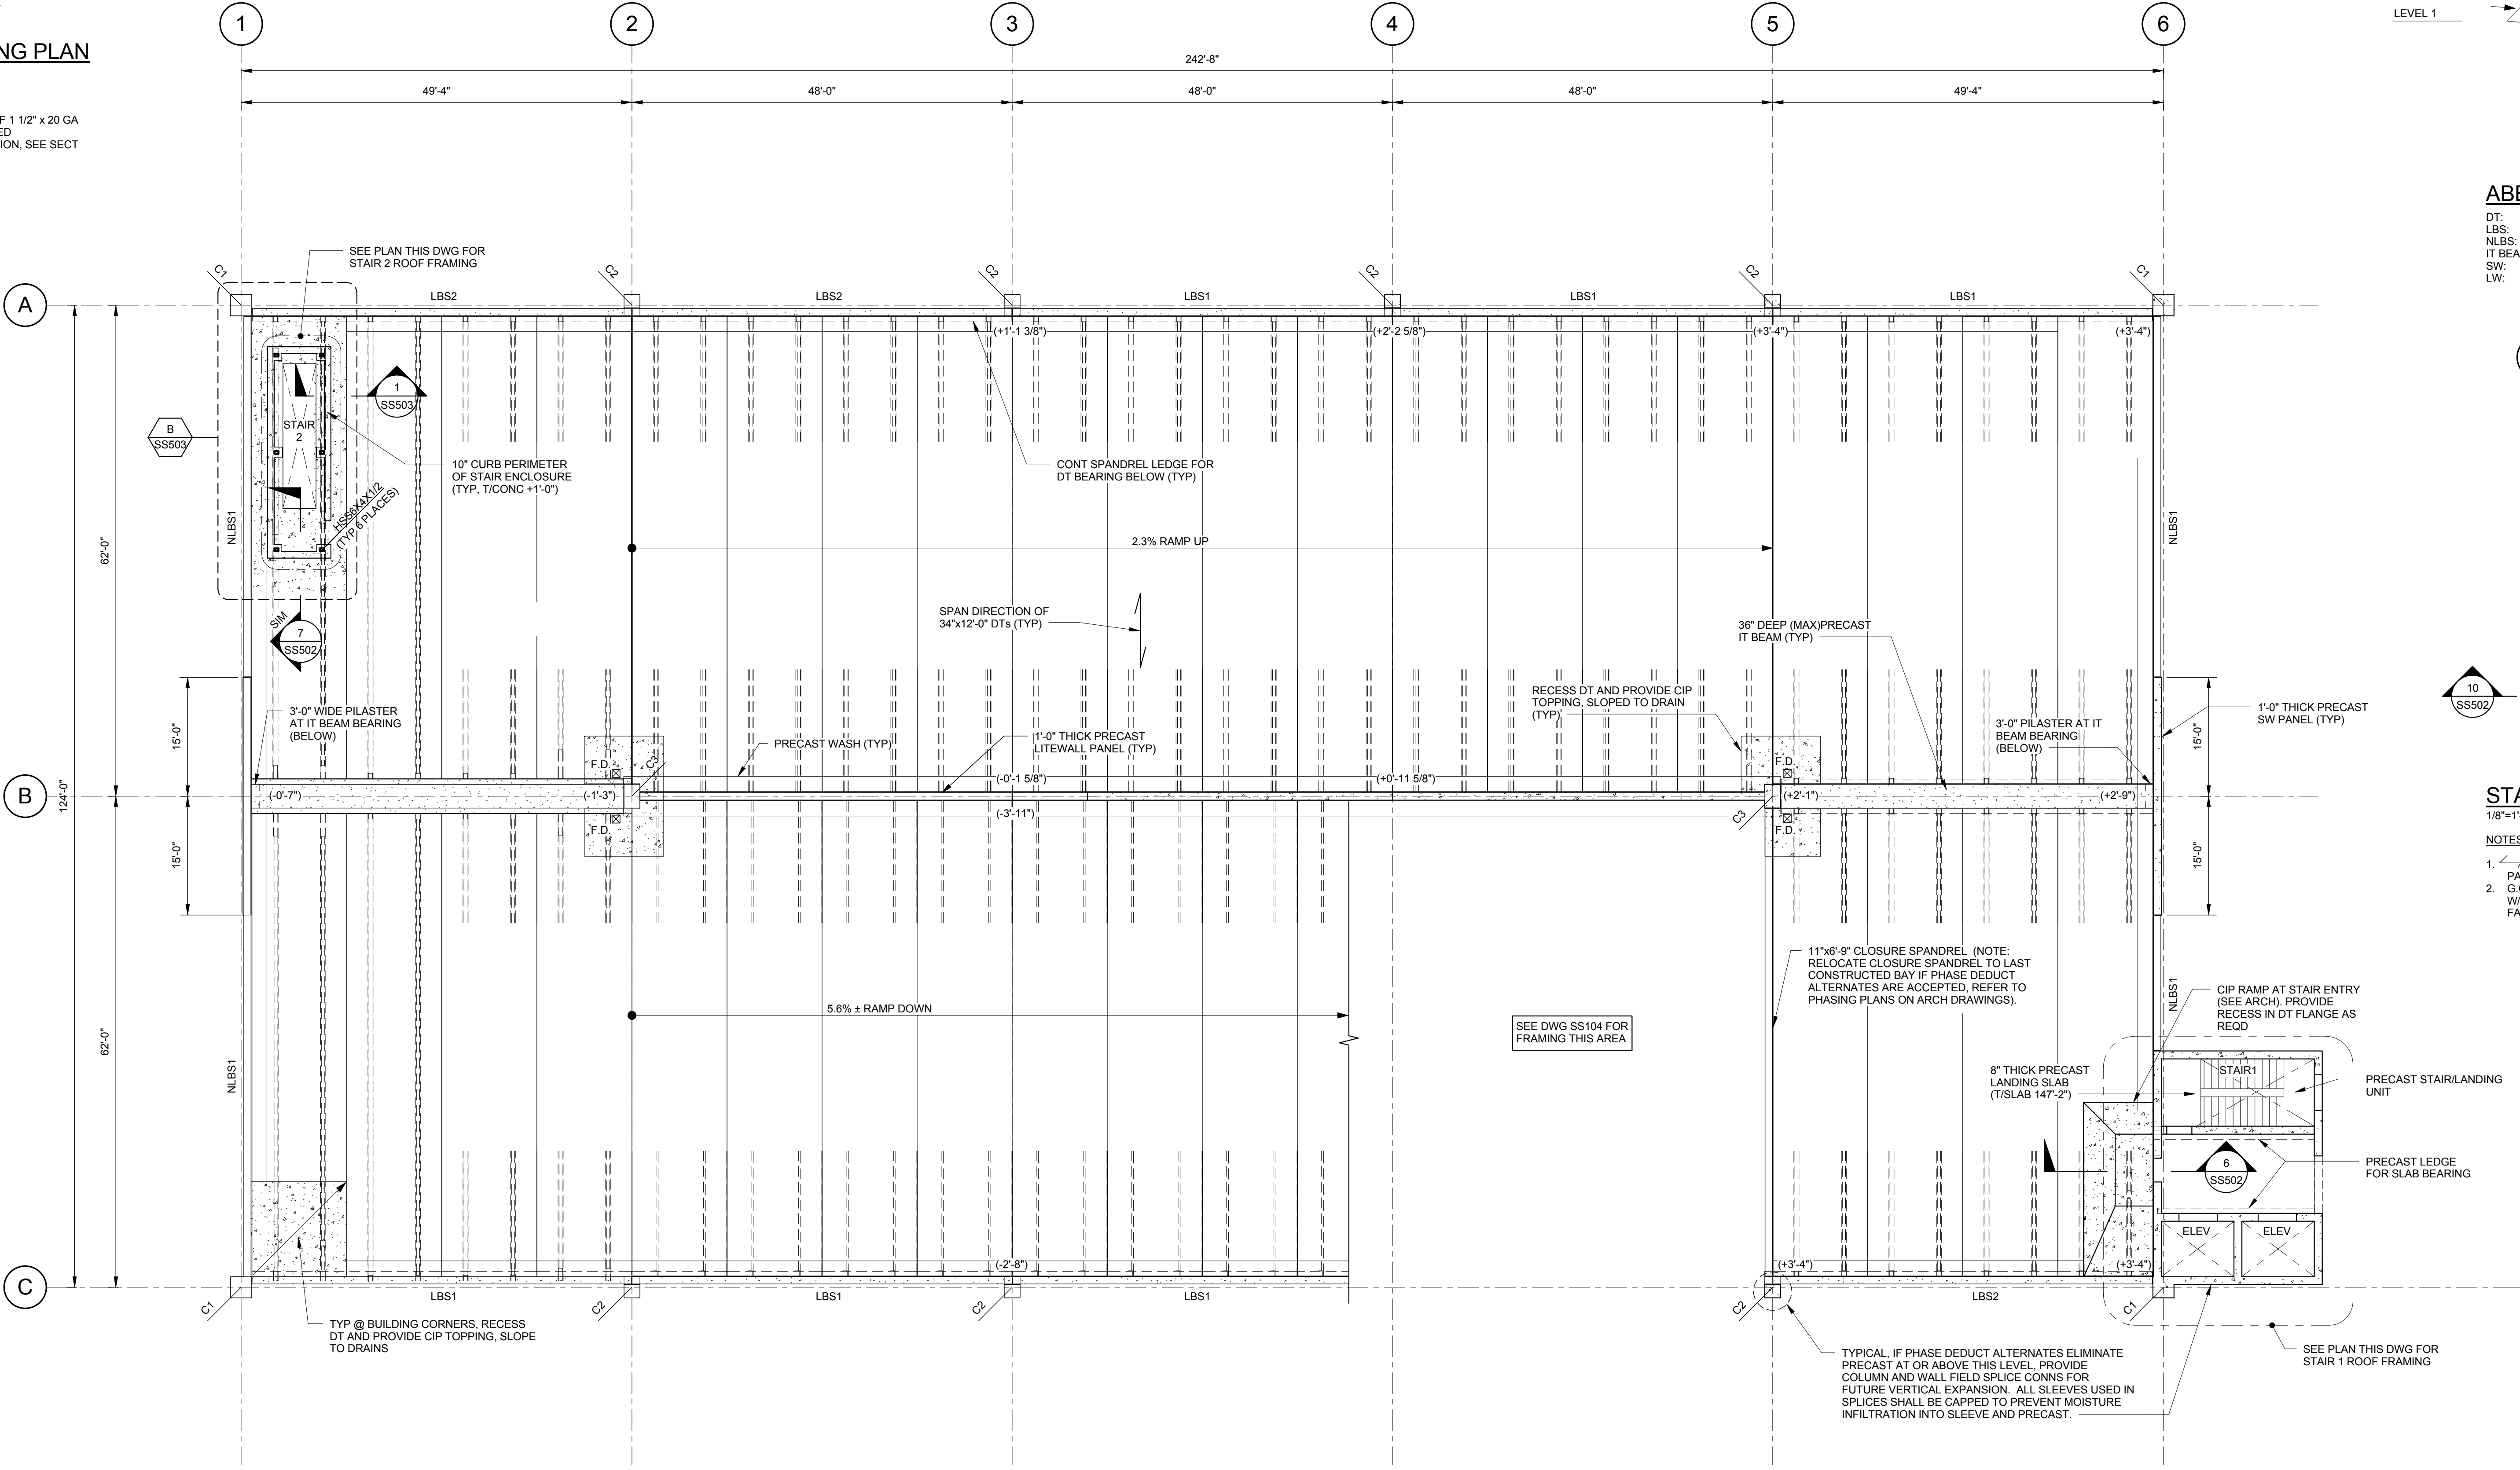 1
2
3
4
5
6
LEVEL 1
NG PLAN
242'-8"
49'-4"
48'-0"
48'-0"
48'-0"
49'-4"
F 1 1/2" x 20 GA
ED
ION, SEE SECT
ABB
DT:
LBS:
NLBS:
IT BEA
SW:
LW:
SEE PLAN THIS DWG FOR
STAIR 2 ROOF FRAMING
C1
C2
C2
C2
C2
C1
A
LBS2
LBS2
LBS1
LBS1
LBS1
(+1'-1 3/8")
(+2'-2 5/8")
(+3'-4")
(+3'-4")
1
SS503
B
SS503
STAIR
2
10" CURB PERIMETER
OF STAIR ENCLOSURE
(TYP, T/CONC +1'-0")
HSS6X4X1/2
(TYP 6 PLACES)
CONT SPANDREL LEDGE FOR
DT BEARING BELOW (TYP)
NLBS1
NLBS1
62'-0"
2.3% RAMP UP
SPAN DIRECTION OF
34"x12'-0" DTs (TYP)
36" DEEP (MAX)PRECAST
IT BEAM (TYP)
SIM
7
SS502
10
SS502
RECESS DT AND PROVIDE CIP
TOPPING, SLOPED TO DRAIN
(TYP)
3'-0" WIDE PILASTER
AT IT BEAM BEARING
(BELOW)
15'-0"
PRECAST WASH (TYP)
1'-0" THICK PRECAST
LITEWALL PANEL (TYP)
3'-0" PILASTER AT IT
BEAM BEARING
(BELOW)
15'-0"
1'-0" THICK PRECAST
SW PANEL (TYP)
F.D.
C3
F.D.
(-0'-1 5/8")
(+0'-11 5/8")
B
124'-0"
(-0'-7")
(-1'-3")
(+2'-1")
(+2'-9")
(-3'-11")
F.D.
C3
F.D.
15'-0"
15'-0"
STA
1/8"=1'
NOTES
1.
PA
2. G.C
W/
FA
11"x6'-9" CLOSURE SPANDREL (NOTE:
RELOCATE CLOSURE SPANDREL TO LAST
CONSTRUCTED BAY IF PHASE DEDUCT
ALTERNATES ARE ACCEPTED, REFER TO
PHASING PLANS ON ARCH DRAWINGS).
NLBS1
CIP RAMP AT STAIR ENTRY
(SEE ARCH). PROVIDE
RECESS IN DT FLANGE AS
REQD
5.6% ± RAMP DOWN
SEE DWG SS104 FOR
FRAMING THIS AREA
62'-0"
NLBS1
8" THICK PRECAST
LANDING SLAB
(T/SLAB 147'-2")
STAIR1
PRECAST STAIR/LANDING
UNIT
PRECAST LEDGE
FOR SLAB BEARING
6
SS502
ELEV
ELEV
(-2'-8")
(+3'-4")
(+3'-4")
C
LBS1
LBS1
LBS1
LBS2
C1
C2
C2
C2
C1
TYP @ BUILDING CORNERS, RECESS
DT AND PROVIDE CIP TOPPING, SLOPE
TO DRAINS
TYPICAL, IF PHASE DEDUCT ALTERNATES ELIMINATE
PRECAST AT OR ABOVE THIS LEVEL, PROVIDE
COLUMN AND WALL FIELD SPLICE CONNS FOR
FUTURE VERTICAL EXPANSION. ALL SLEEVES USED IN
SPLICES SHALL BE CAPPED TO PREVENT MOISTURE
INFILTRATION INTO SLEEVE AND PRECAST.
SEE PLAN THIS DWG FOR
STAIR 1 ROOF FRAMING